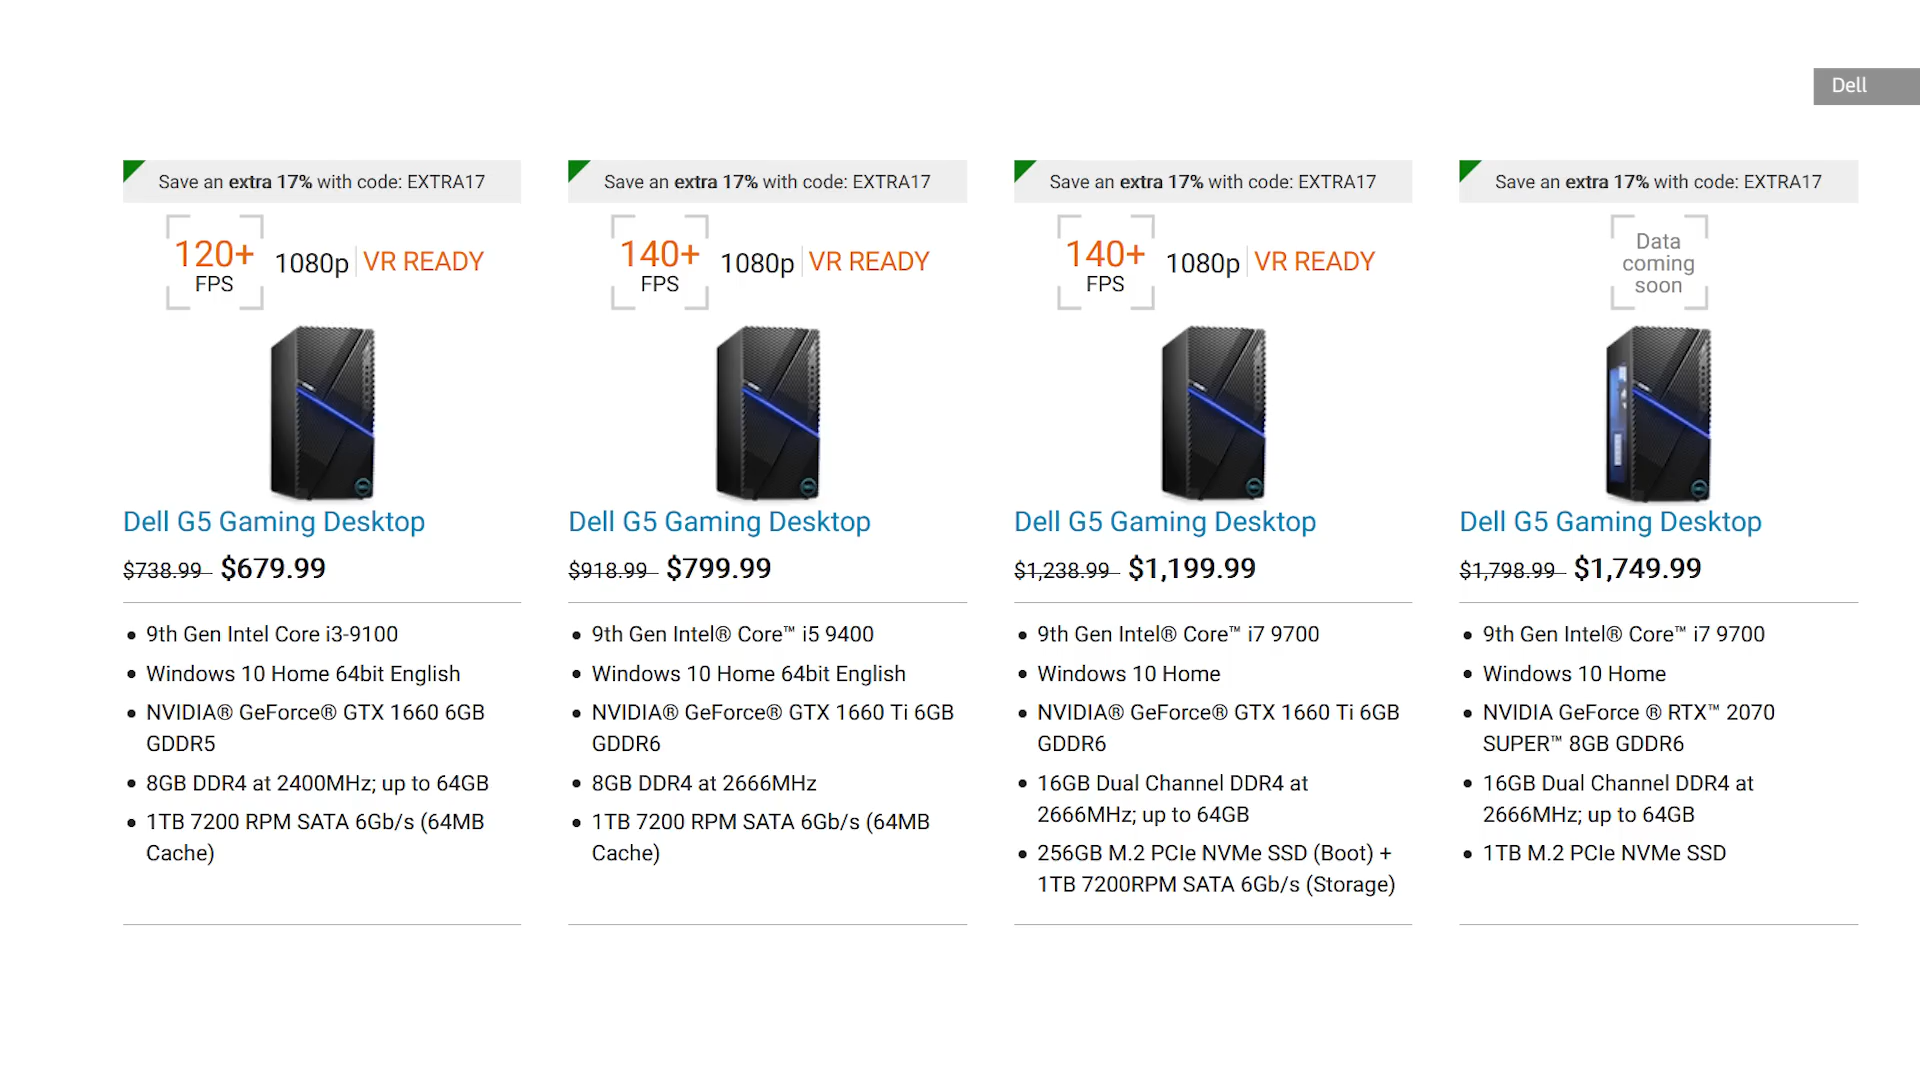 Dell
Save an extra 17% with code: EXTRA17
120+
FPS
1080p
VR READY
Dell G5 Gaming Desktop
$738.99 $679.99
9th Gen Intel Core i3-9100
Windows 10 Home 64bit English
NVIDIA® GeForce® GTX 1660 6GB
GDDR5
8GB DDR4 at 2400MHz; up to 64GB
1TB 7200 RPM SATA 6Gb/s (64MB
Cache)
Save an extra 17% with code: EXTRA17
140+
FPS
1080p
VR READY
Dell G5 Gaming Desktop
$918.99 $799.99
9th Gen Intel® Core™ i5 9400
Windows 10 Home 64bit English
NVIDIA® GeForce® GTX 1660 Ti 6GB
GDDR6
8GB DDR4 at 2666MHz
1TB 7200 RPM SATA 6Gb/s (64MB
Cache)
Save an extra 17% with code: EXTRA17
140+
FPS
1080p
VR READY
Dell G5 Gaming Desktop
$1,238.99 $1,199.99
9th Gen Intel® Core™ i7 9700
Windows 10 Home
NVIDIA® GeForce® GTX 1660 Ti 6GB
GDDR6
16GB Dual Channel DDR4 at
2666MHz; up to 64GB
256GB M.2 PCIe NVMe SSD (Boot) +
1TB 7200RPM SATA 6Gb/s (Storage)
Save an extra 17% with code: EXTRA17
Data
coming
soon
Dell G5 Gaming Desktop
$1,798.99 $1,749.99
9th Gen Intel® Core™ i7 9700
Windows 10 Home
NVIDIA GeForce ® RTX™ 2070
SUPER™ 8GB GDDR6
16GB Dual Channel DDR4 at
2666MHz; up to 64GB
1TB M.2 PCIe NVMe SSD